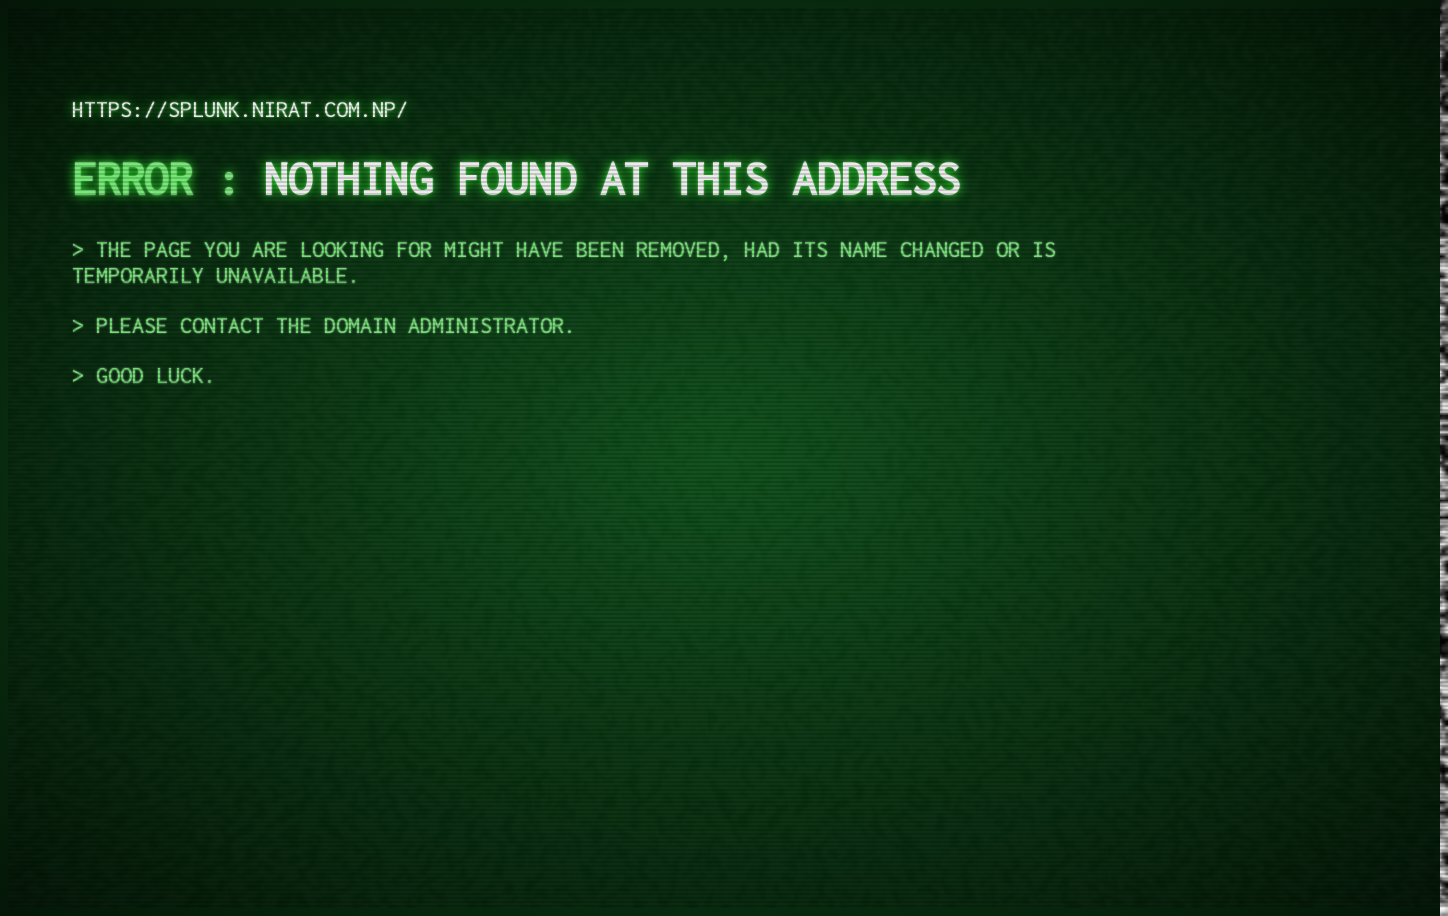 HTTPS://SPLUNK.NIRAT.COM.NP/
ERROR : NOTHING FOUND AT THIS ADDRESS
> THE PAGE YOU ARE LOOKING FOR MIGHT HAVE BEEN REMOVED, HAD ITS NAME CHANGED OR IS
TEMPORARILY UNAVAILABLE.
> PLEASE CONTACT THE DOMAIN ADMINISTRATOR.
> GOOD LUCK.